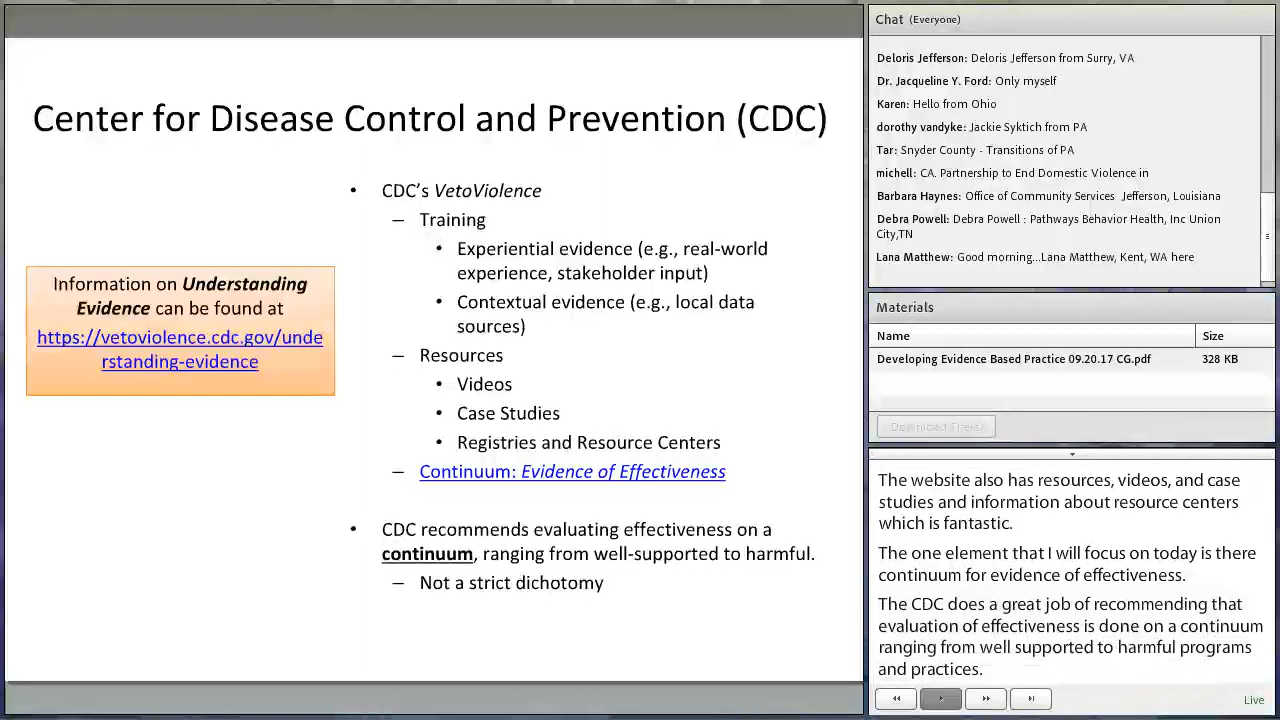 Center for Disease Control and Prevention (CDC)
Information on Understanding
Evidence can be found at
https://vetoviolence.cdc.gov/unde
rstanding-evidence
• CDC's VetoViolence
– Training
• Experiential evidence (e.g., real-world
experience, stakeholder input)
• Contextual evidence (e.g., local data
sources)
– Resources
• Videos
• Case Studies
• Registries and Resource Centers
– Continuum: Evidence of Effectiveness
• CDC recommends evaluating effectiveness on a
continuum, ranging from well-supported to harmful.
– Not a strict dichotomy
Chat (Everyone)
Deloris Jefferson: Deloris Jefferson from Surry, VA
Dr. Jacqueline Y. Ford: Only myself
Karen: Hello from Ohio
dorothy vandyke: Jackie Syktich from PA
Tar: Snyder County - Transitions of PA
michell: CA. Partnership to End Domestic Violence in
Barbara Haynes: Office of Community Services Jefferson, Louisiana
Debra Powell: Debra Powell : Pathways Behavior Health, Inc Union
City,TN
Lana Matthew: Good morning...Lana Matthew, Kent, WA here
Materials
Name Size
Developing Evidence Based Practice 09.20.17 CG.pdf 328 KB
Download File(s)
The website also has resources, videos, and case
studies and information about resource centers
which is fantastic.
The one element that I will focus on today is there
continuum for evidence of effectiveness.
The CDC does a great job of recommending that
evaluation of effectiveness is done on a continuum
ranging from well supported to harmful programs
and practices.
Live